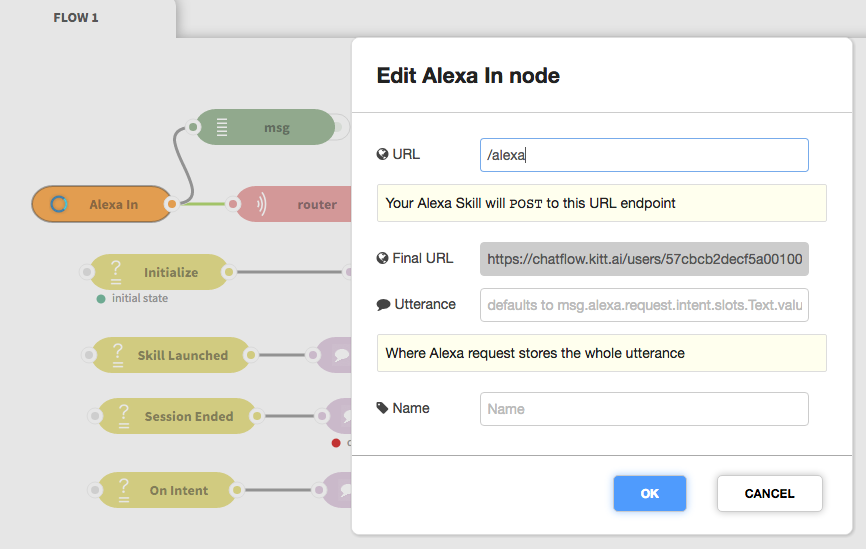 FLOW 1
Edit Alexa In node
msg
URL
/alexa
Alexa In
router
Your Alexa Skill will POST to this URL endpoint
Initialize
Final URL
https://chatflow.kitt.ai/users/57cbcb2decf5a00100
initial state
Utterance
defaults to msg.alexa.request.intent.slots.Text.valu
Skill Launched
Where Alexa request stores the whole utterance
Session Ended
Name
Name
On Intent
OK
CANCEL